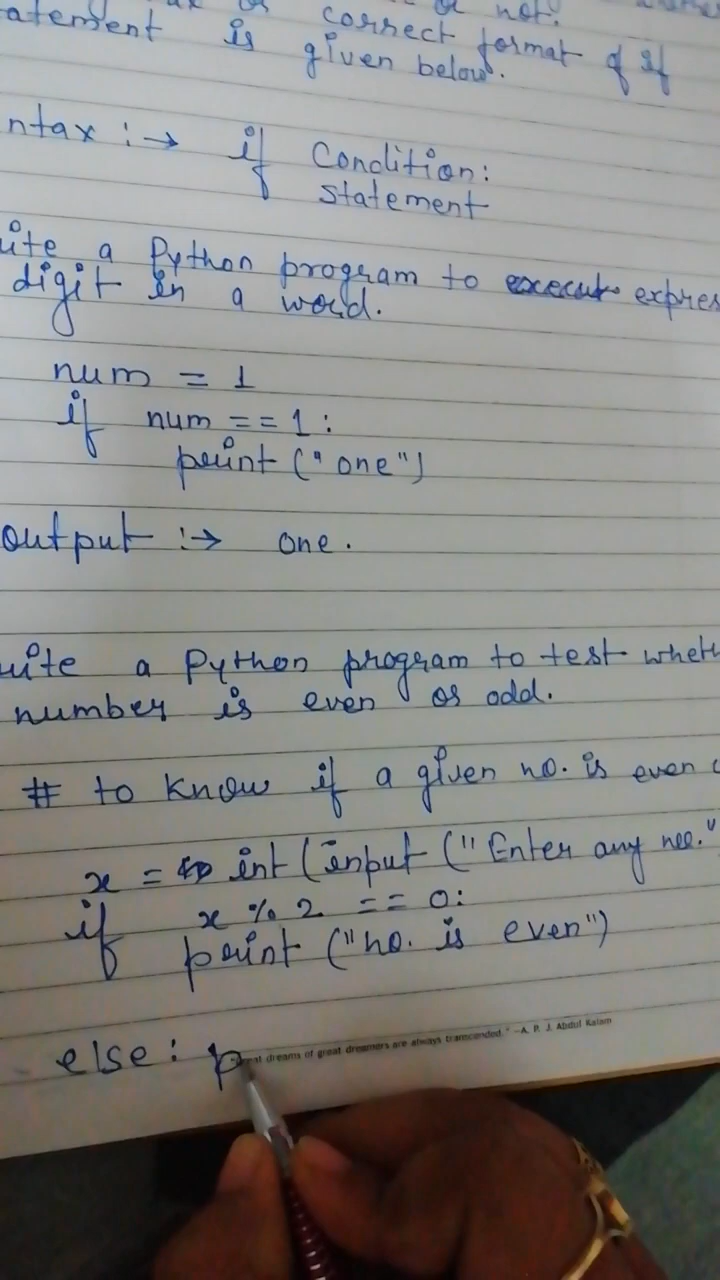 or not.
atement is correct format of if
given below.
ntax :→ if Condition:
statement
ite a Python program to expres
digit in a word.
num = 1
if num == 1:
print ("one")
output :→ one.
ite a Python program to test wheth
number is even or odd.
# to know if a given no. is even o
x = int (input ("Enter any no."
if x % 2 == 0:
print ("no. is even")
else: p
eat dreams of great dreamers are always transcended." –A. P. J. Abdul Kalam